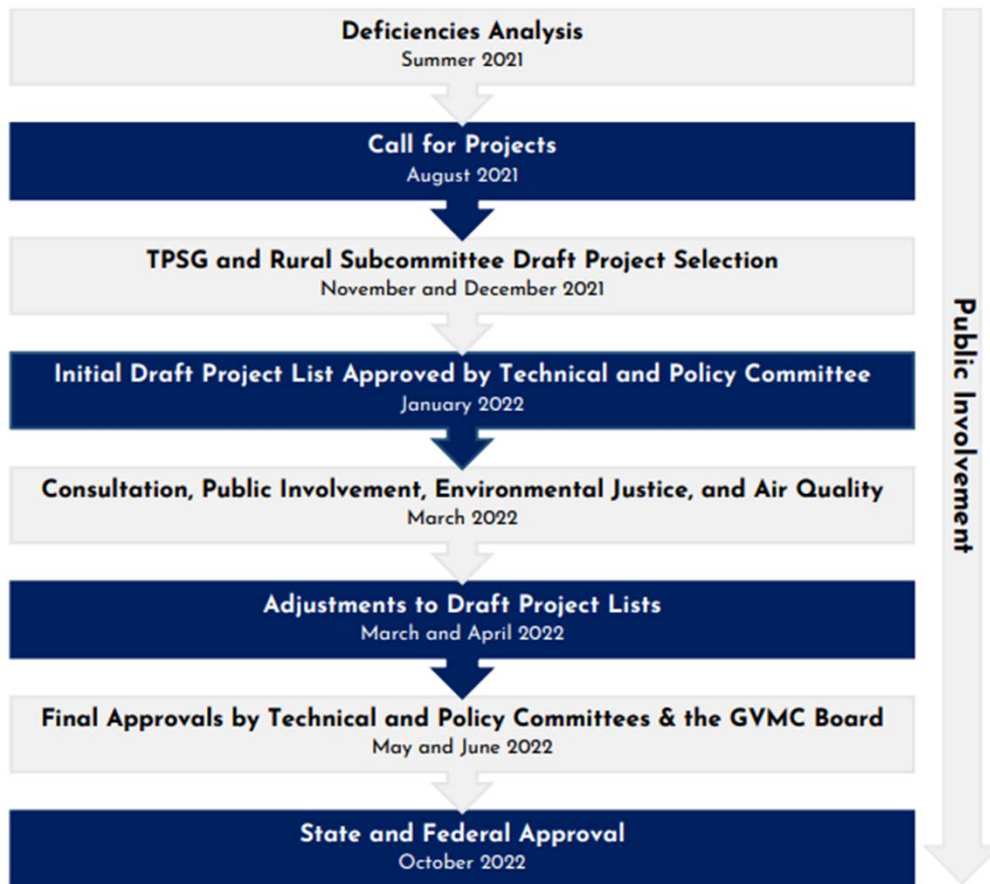 Deficiencies Analysis
Summer 2021
Call for Projects
August 2021
TPSG and Rural Subcommittee Draft Project Selection
November and December 2021
Initial Draft Project List Approved by Technical and Policy Committee
January 2022
Consultation, Public Involvement, Environmental Justice, and Air Quality
March 2022
Adjustments to Draft Project Lists
March and April 2022
Final Approvals by Technical and Policy Committees & the GVMC Board
May and June 2022
State and Federal Approval
October 2022
Public Involvement